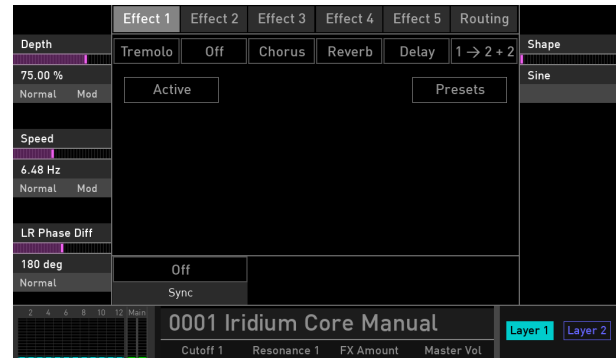 Effect 1 Effect 2 Effect 3 Effect 4 Effect 5 Routing
Tremolo Off Chorus Reverb Delay 1 → 2 + 2
Depth
75.00 %
Normal Mod
Speed
6.48 Hz
Normal Mod
LR Phase Diff
180 deg
Normal
Active Presets
Off
Sync
Shape
Sine
2 4 6 8 10 12 Main
0001 Iridium Core Manual
Cutoff 1 Resonance 1 FX Amount Master Vol
Layer 1 Layer 2